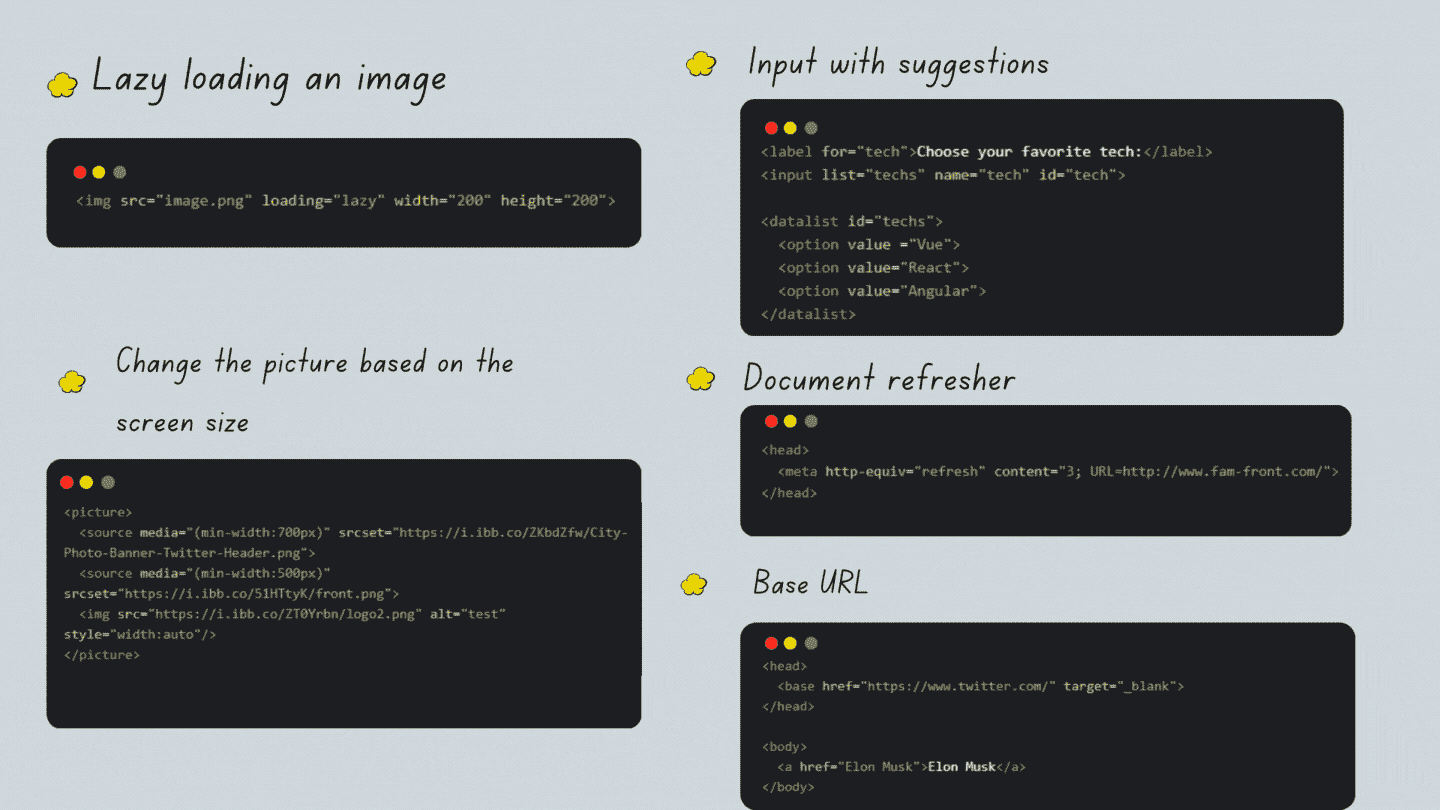 Lazy loading an image
<img src="image.png" loading="lazy" width="200" height="200">
Change the picture based on the
screen size
<picture>
  <source media="(min-width:700px)" srcset="https://i.ibb.co/ZKbdZfw/City-
Photo-Banner-Twitter-Header.png">
  <source media="(min-width:500px)"
srcset="https://i.ibb.co/51HTtyK/front.png">
  <img src="https://i.ibb.co/ZT0Yrbn/logo2.png" alt="test"
style="width:auto"/>
</picture>
Input with suggestions
<label for="tech">Choose your favorite tech:</label>
<input list="techs" name="tech" id="tech">
<datalist id="techs">
  <option value ="Vue">
  <option value="React">
  <option value="Angular">
</datalist>
Document refresher
<head>
  <meta http-equiv="refresh" content="3; URL=http://www.fam-front.com/">
</head>
Base URL
<head>
  <base href="https://www.twitter.com/" target="_blank">
</head>
<body>
  <a href="Elon Musk">Elon Musk</a>
</body>